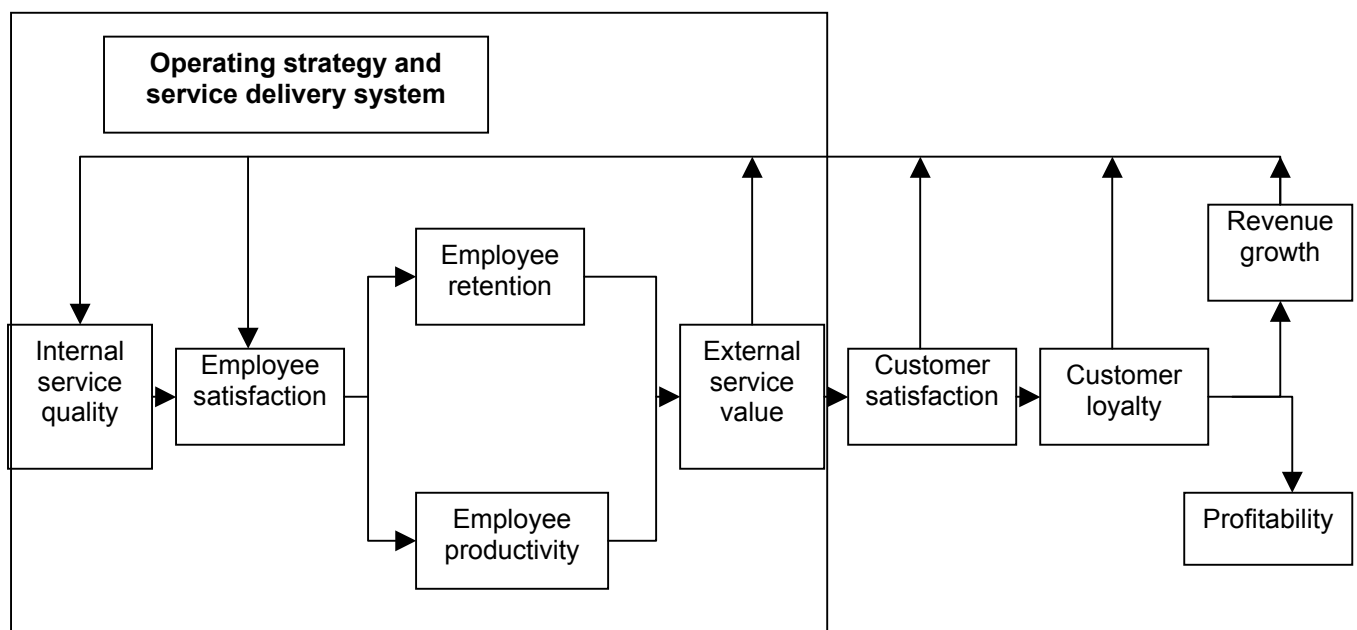 Operating strategy and
service delivery system
Revenue
growth
Employee
retention
Internal
service
quality
Employee
satisfaction
External
service
value
Customer
satisfaction
Customer
loyalty
Employee
productivity
Profitability